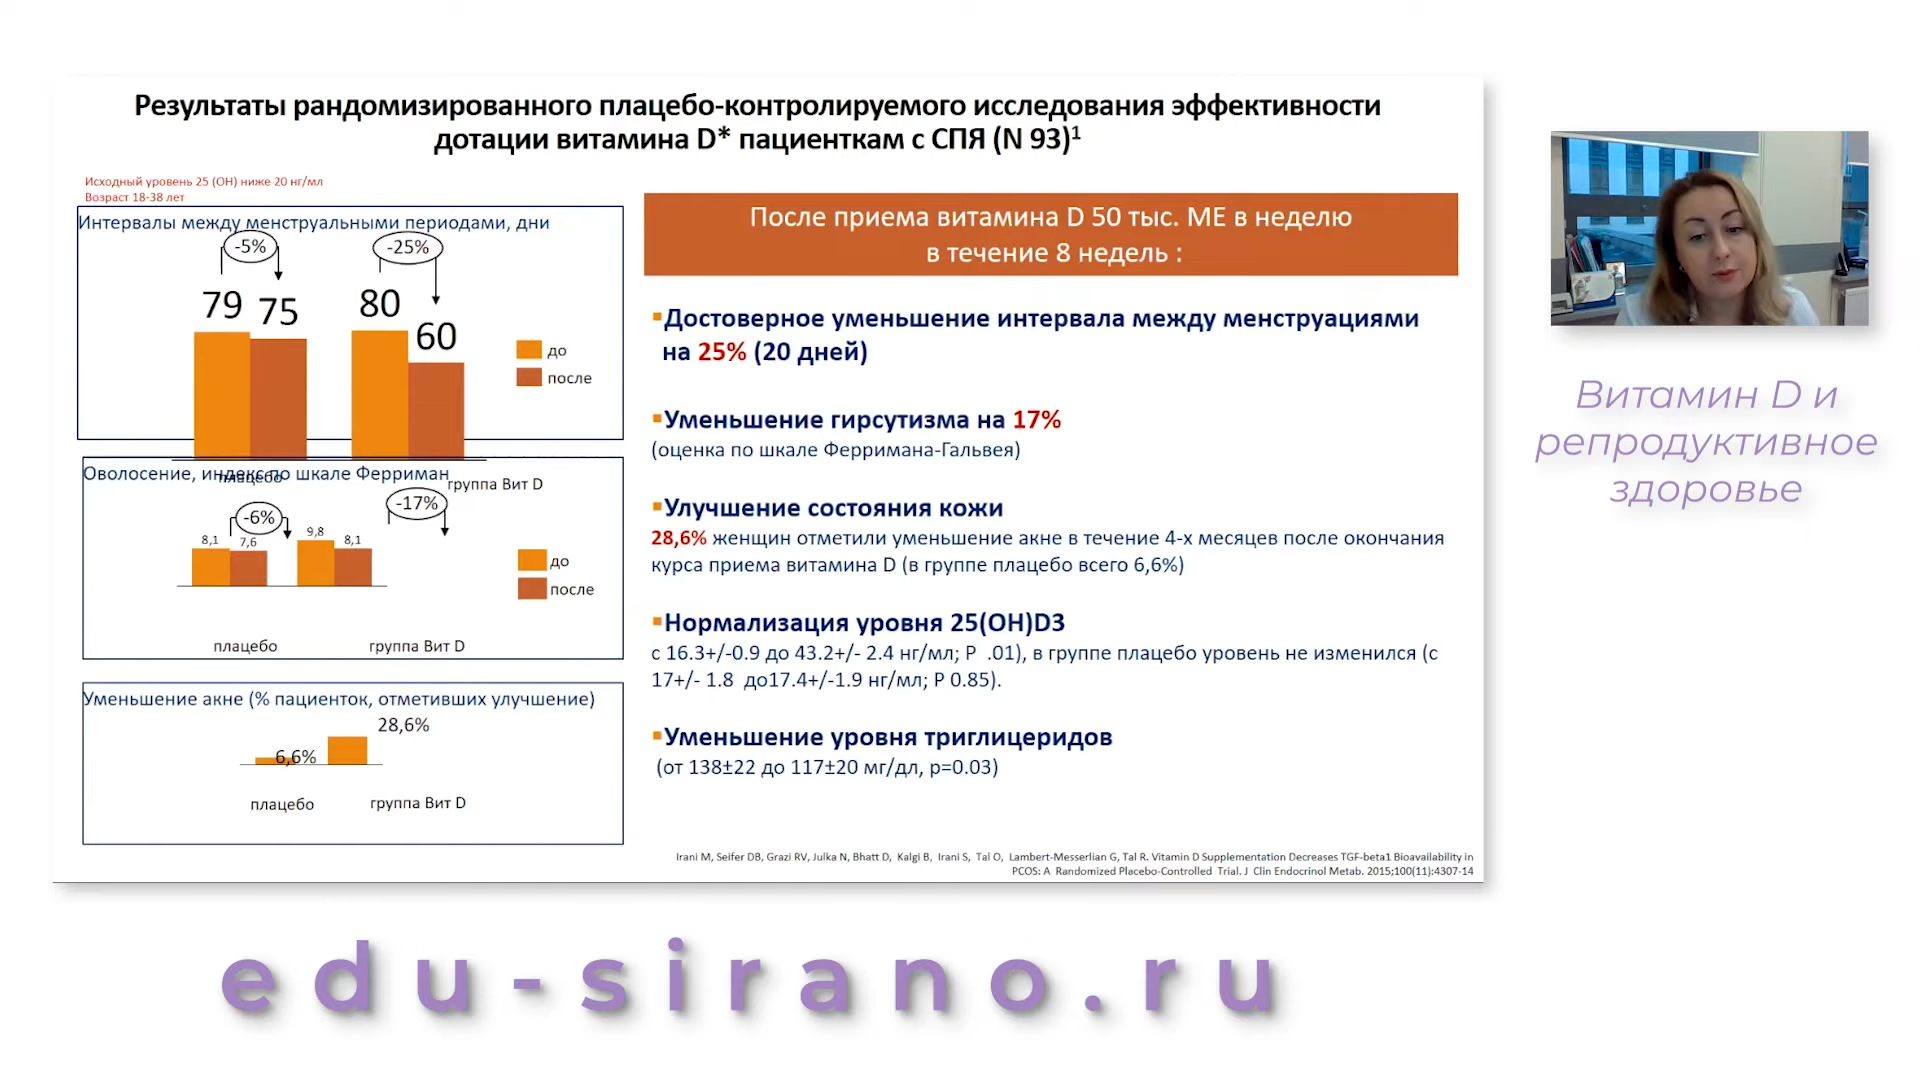 Результаты рандомизированного плацебо-контролируемого исследования эффективности
дотации витамина D* пациенткам с СПЯ (N 93)¹
Исходный уровень 25 (ОН) ниже 20 нг/мл
Возраст 18-38 лет
Интервалы между менструальными периодами, дни
-5%
-25%
79
75
80
60
до
после
плацебо
группа Вит D
Оволосение, индекс по шкале Ферриман
-6%
-17%
8,1
7,6
9,8
8,1
до
после
плацебо
группа Вит D
Уменьшение акне (% пациенток, отметивших улучшение)
6,6%
28,6%
плацебо
группа Вит D
После приема витамина D 50 тыс. МЕ в неделю
в течение 8 недель :
Достоверное уменьшение интервала между менструациями
на 25% (20 дней)
Уменьшение гирсутизма на 17%
(оценка по шкале Ферримана-Гальвея)
Улучшение состояния кожи
28,6% женщин отметили уменьшение акне в течение 4-х месяцев после окончания
курса приема витамина D (в группе плацебо всего 6,6%)
Нормализация уровня 25(ОН)D3
с 16.3+/-0.9 до 43.2+/- 2.4 нг/мл; P .01), в группе плацебо уровень не изменился (с
17+/- 1.8 до17.4+/-1.9 нг/мл; P 0.85).
Уменьшение уровня триглицеридов
(от 138±22 до 117±20 мг/дл, p=0.03)
Irani M, Seifer DB, Grazi RV, Julka N, Bhatt D, Kalgi B, Irani S, Tal O, Lambert-Messerlian G, Tal R. Vitamin D Supplementation Decreases TGF-beta1 Bioavailability in
PCOS: A Randomized Placebo-Controlled Trial. J Clin Endocrinol Metab. 2015;100(11):4307-14
Витамин D и
репродуктивное
здоровье
edu-sirano.ru